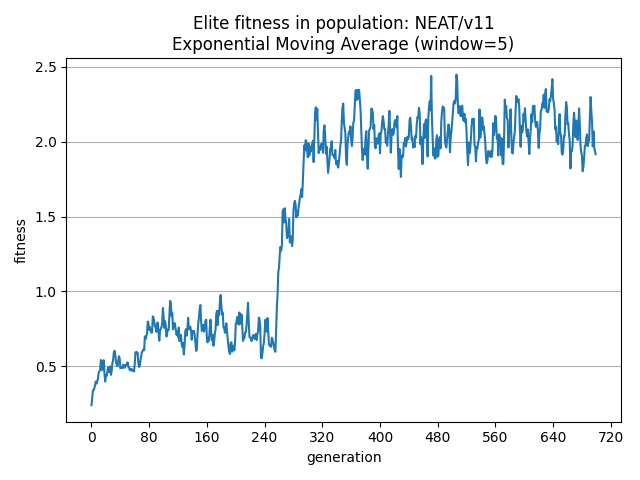 Elite fitness in population: NEAT/v11
Exponential Moving Average (window=5)
2.5
2.0
1.5
1.0
0.5
fitness
0 80 160 240 320 400 480 560 640 720
generation